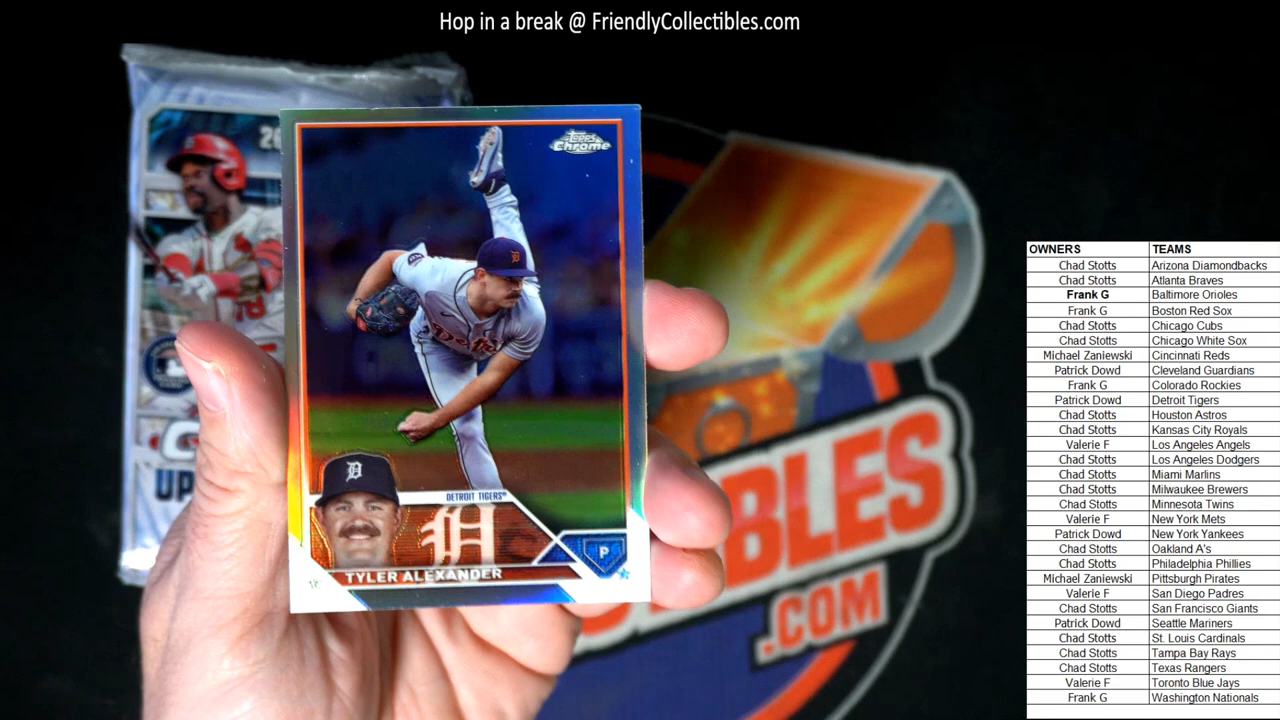 Hop in a break @ FriendlyCollectibles.com
20
UP
Topps
Chrome
D
D
DETROIT TIGERS®
D
P
TYLER ALEXANDER
IBLES
.COM
OWNERS TEAMS
Chad Stotts Arizona Diamondbacks
Chad Stotts Atlanta Braves
Frank G Baltimore Orioles
Frank G Boston Red Sox
Chad Stotts Chicago Cubs
Chad Stotts Chicago White Sox
Michael Zaniewski Cincinnati Reds
Patrick Dowd Cleveland Guardians
Frank G Colorado Rockies
Patrick Dowd Detroit Tigers
Chad Stotts Houston Astros
Chad Stotts Kansas City Royals
Valerie F Los Angeles Angels
Chad Stotts Los Angeles Dodgers
Chad Stotts Miami Marlins
Chad Stotts Milwaukee Brewers
Chad Stotts Minnesota Twins
Valerie F New York Mets
Patrick Dowd New York Yankees
Chad Stotts Oakland A's
Chad Stotts Philadelphia Phillies
Michael Zaniewski Pittsburgh Pirates
Valerie F San Diego Padres
Chad Stotts San Francisco Giants
Patrick Dowd Seattle Mariners
Chad Stotts St. Louis Cardinals
Chad Stotts Tampa Bay Rays
Chad Stotts Texas Rangers
Valerie F Toronto Blue Jays
Frank G Washington Nationals